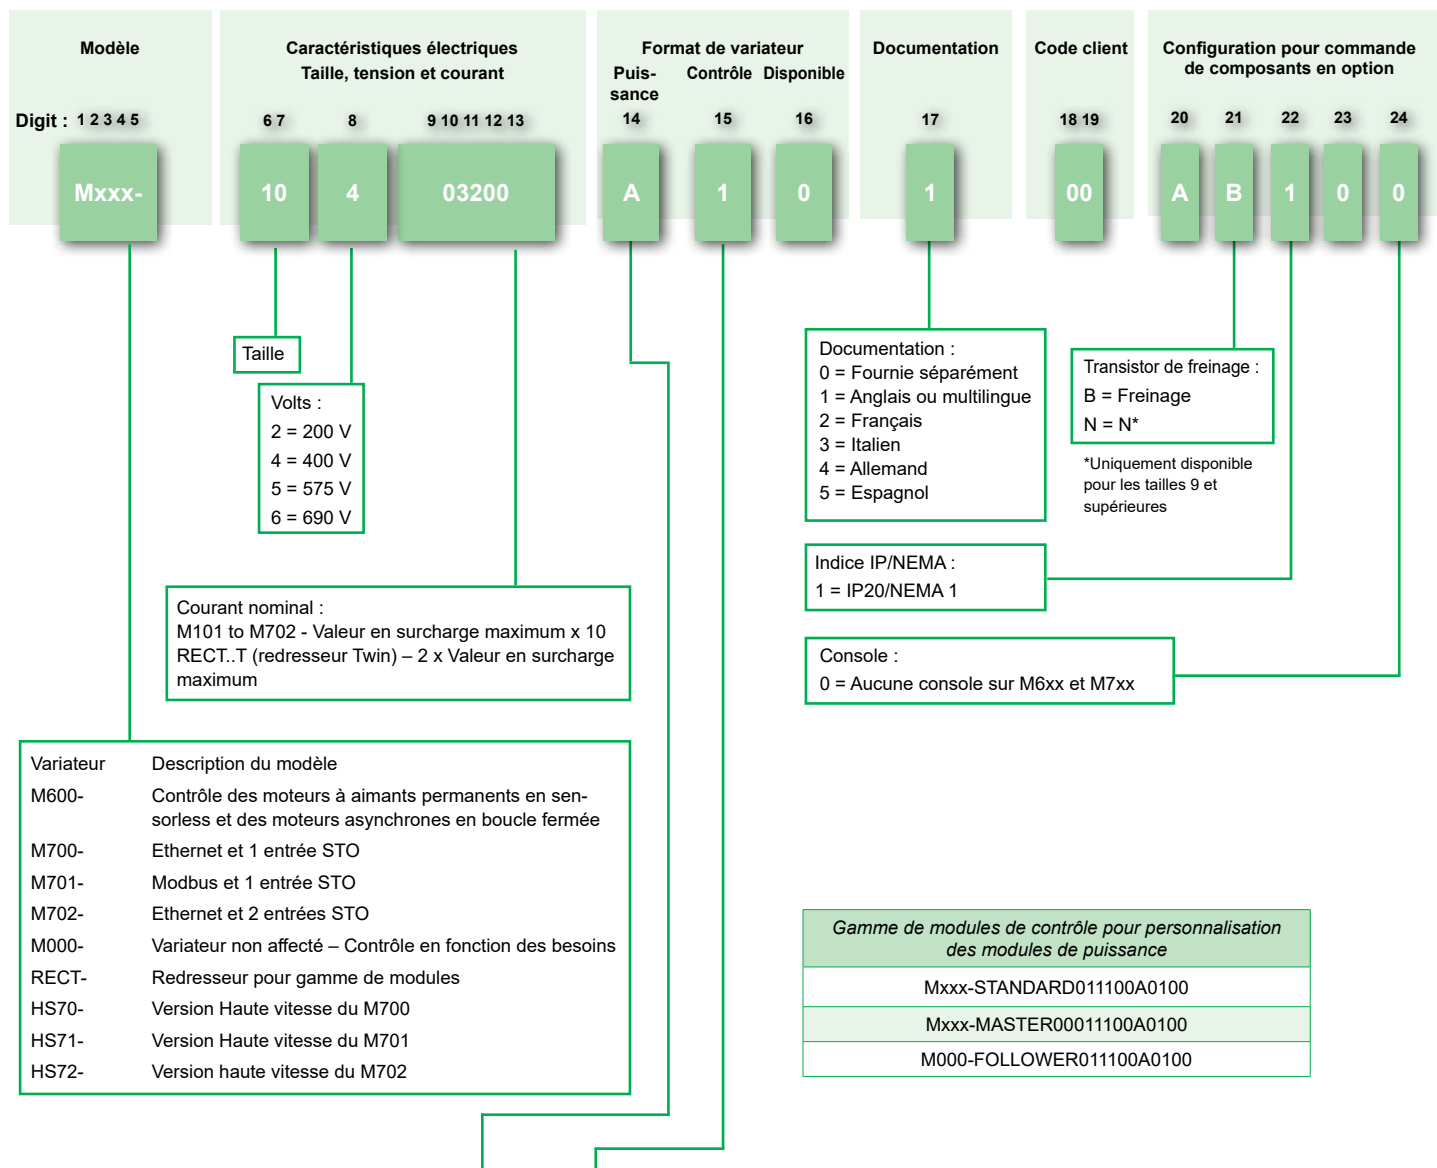 Modèle
Caractéristiques électriques
Taille, tension et courant
Format de variateur
Puis-
sance
Contrôle
Disponible
Documentation
Code client
Configuration pour commande
de composants en option
Digit : 1 2 3 4 5
6 7
8
9 10 11 12 13
14
15
16
17
18 19
20
21
22
23
24
Mxxx-
10
4
03200
A
1
0
1
00
A
B
1
0
0
Taille
Volts :
2 = 200 V
4 = 400 V
5 = 575 V
6 = 690 V
Documentation :
0 = Fournie séparément
1 = Anglais ou multilingue
2 = Français
3 = Italien
4 = Allemand
5 = Espagnol
Transistor de freinage :
B = Freinage
N = N*
*Uniquement disponible
pour les tailles 9 et
supérieures
Indice IP/NEMA :
1 = IP20/NEMA 1
Courant nominal :
M101 to M702 - Valeur en surcharge maximum x 10
RECT..T (redresseur Twin) – 2 x Valeur en surcharge
maximum
Console :
0 = Aucune console sur M6xx et M7xx
Variateur Description du modèle
M600- Contrôle des moteurs à aimants permanents en sen-
sorless et des moteurs asynchrones en boucle fermée
M700- Ethernet et 1 entrée STO
M701- Modbus et 1 entrée STO
M702- Ethernet et 2 entrées STO
M000- Variateur non affecté – Contrôle en fonction des besoins
RECT- Redresseur pour gamme de modules
HS70- Version Haute vitesse du M700
HS71- Version Haute vitesse du M701
HS72- Version haute vitesse du M702
Gamme de modules de contrôle pour personnalisation
des modules de puissance
Mxxx-STANDARD011100A0100
Mxxx-MASTER00011100A0100
M000-FOLLOWER011100A0100